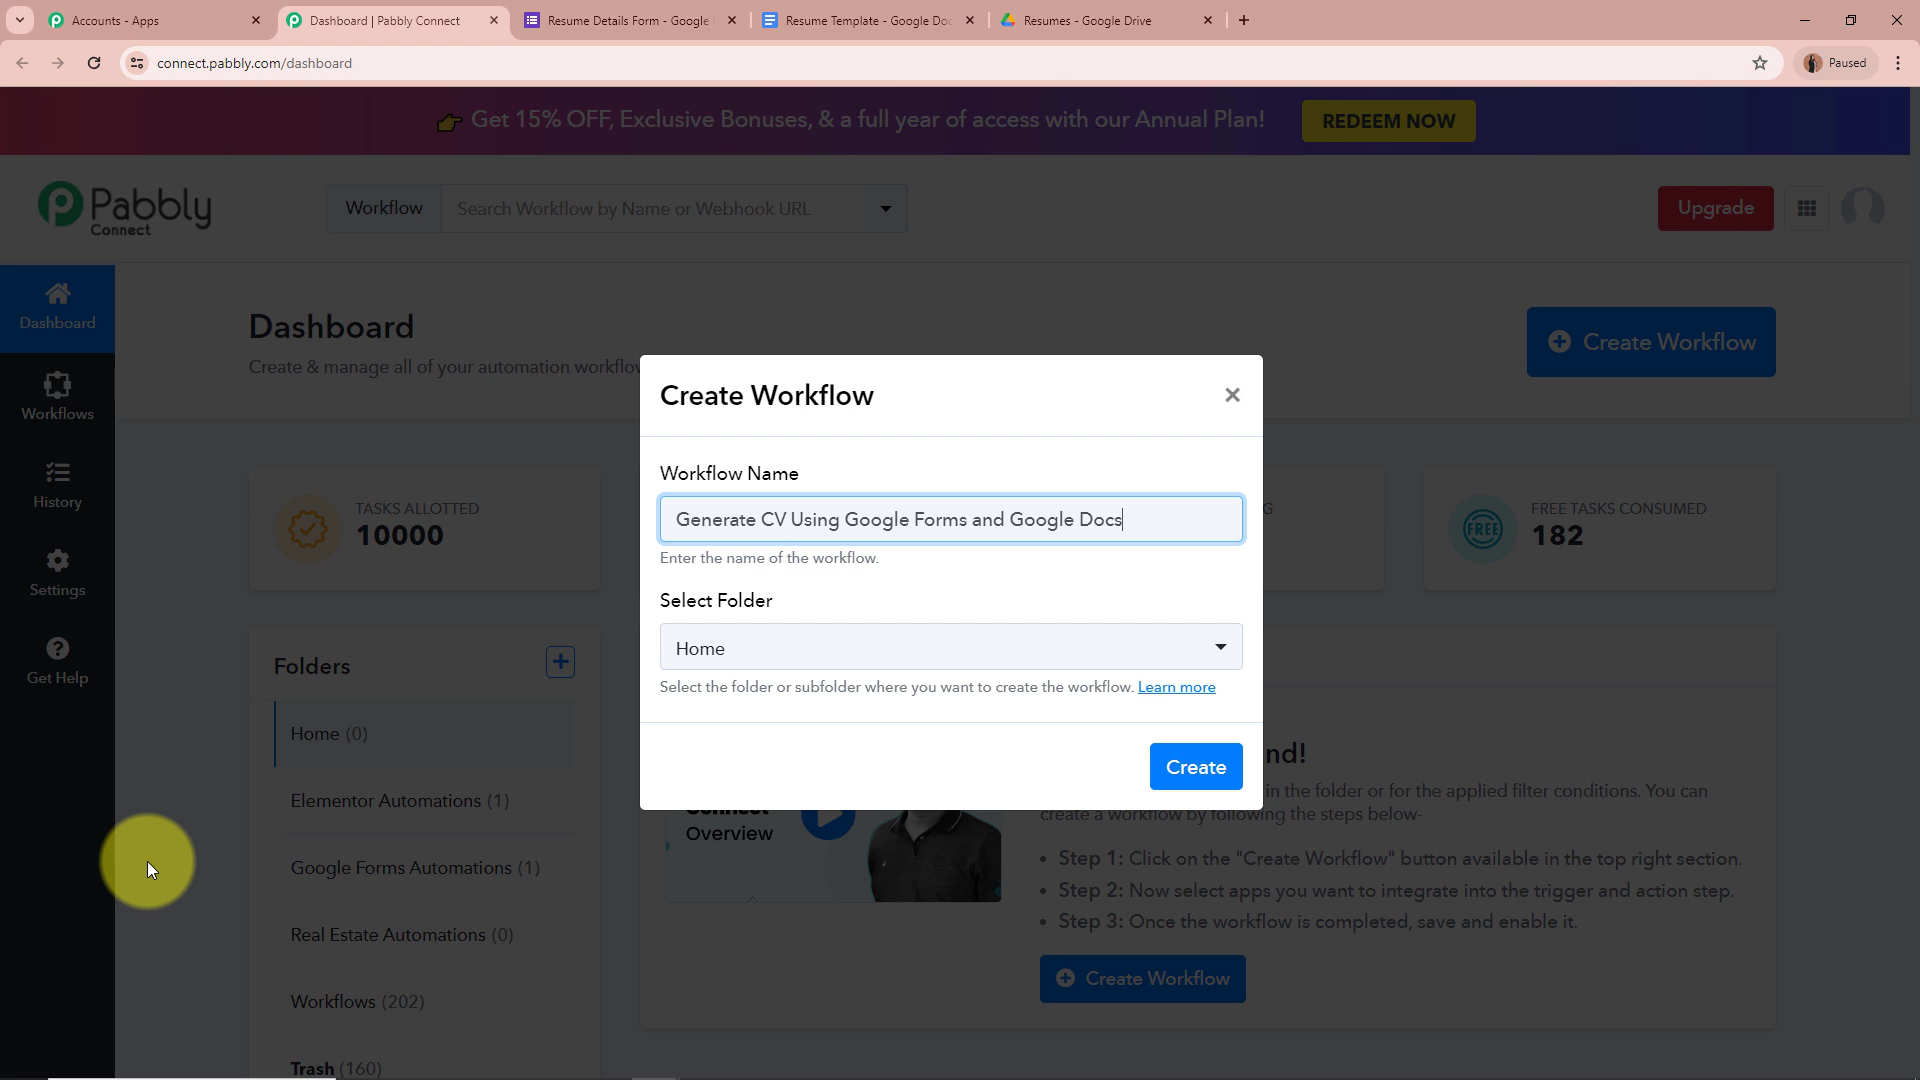 Accounts - Apps
Dashboard | Pabbly Connect
Resume Details Form - Google
Resume Template - Google Doc
Resumes - Google Drive
connect.pabbly.com/dashboard
Paused
Get 15% OFF, Exclusive Bonuses, & a full year of access with our Annual Plan!
REDEEM NOW
Pabbly
Connect
Workflow
Search Workflow by Name or Webhook URL
Upgrade
Dashboard
Workflows
History
Settings
Get Help
Dashboard
Create & manage all of your automation workflow
Create Workflow
TASKS ALLOTTED
10000
G
FREE TASKS CONSUMED
182
Folders
Home (0)
Elementor Automations (1)
Google Forms Automations (1)
Real Estate Automations (0)
Workflows (202)
Trash (160)
Create Workflow
Workflow Name
Generate CV Using Google Forms and Google Docs
Enter the name of the workflow.
Select Folder
Home
Select the folder or subfolder where you want to create the workflow. Learn more
Create
Connect
Overview
nd!
in the folder or for the applied filter conditions. You can
create a workflow by following the steps below-
• Step 1: Click on the "Create Workflow" button available in the top right section.
• Step 2: Now select apps you want to integrate into the trigger and action step.
• Step 3: Once the workflow is completed, save and enable it.
Create Workflow